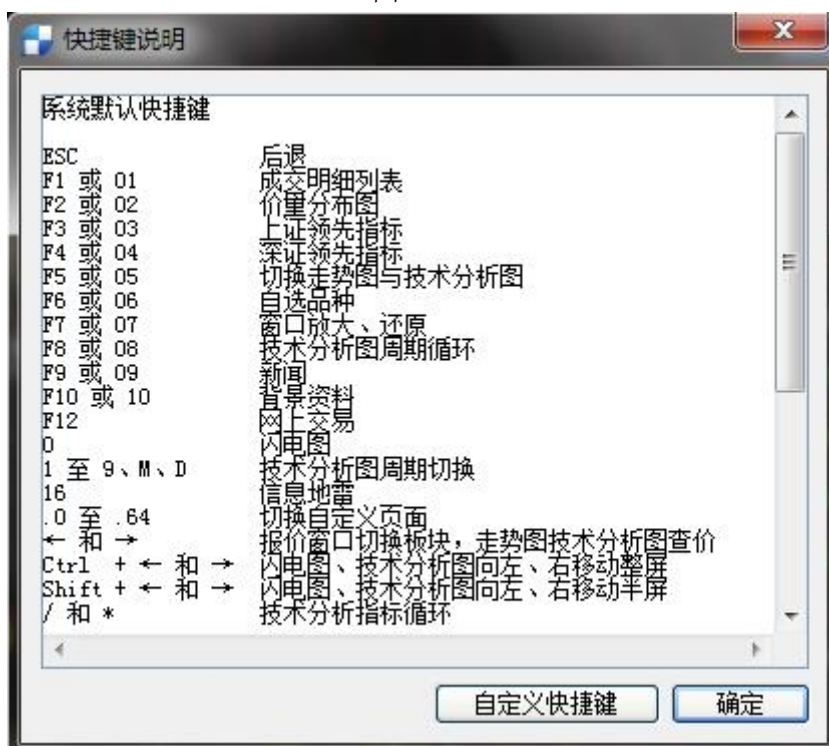 快捷键说明
系统默认快捷键
ESC 后退
F1 或 01 成交明细列表
F2 或 02 价量分布图
F3 或 03 上证领先指标
F4 或 04 深证领先指标
F5 或 05 切换走势图与技术分析图
F6 或 06 自选品种
F7 或 07 窗口放大、还原
F8 或 08 技术分析图周期循环
F9 或 09 新闻
F10 或 10 背景资料
F12 网上交易
0 闪电图
1 至 9、M、D 技术分析图周期切换
16 信息地雷
.0 至 .64 切换自定义页面
← 和 → 报价窗口切换板块，走势图技术分析图查价
Ctrl + ← 和 → 闪电图、技术分析图向左、右移动整屏
Shift + ← 和 → 闪电图、技术分析图向左、右移动半屏
/ 和 * 技术分析指标循环
自定义快捷键 确定